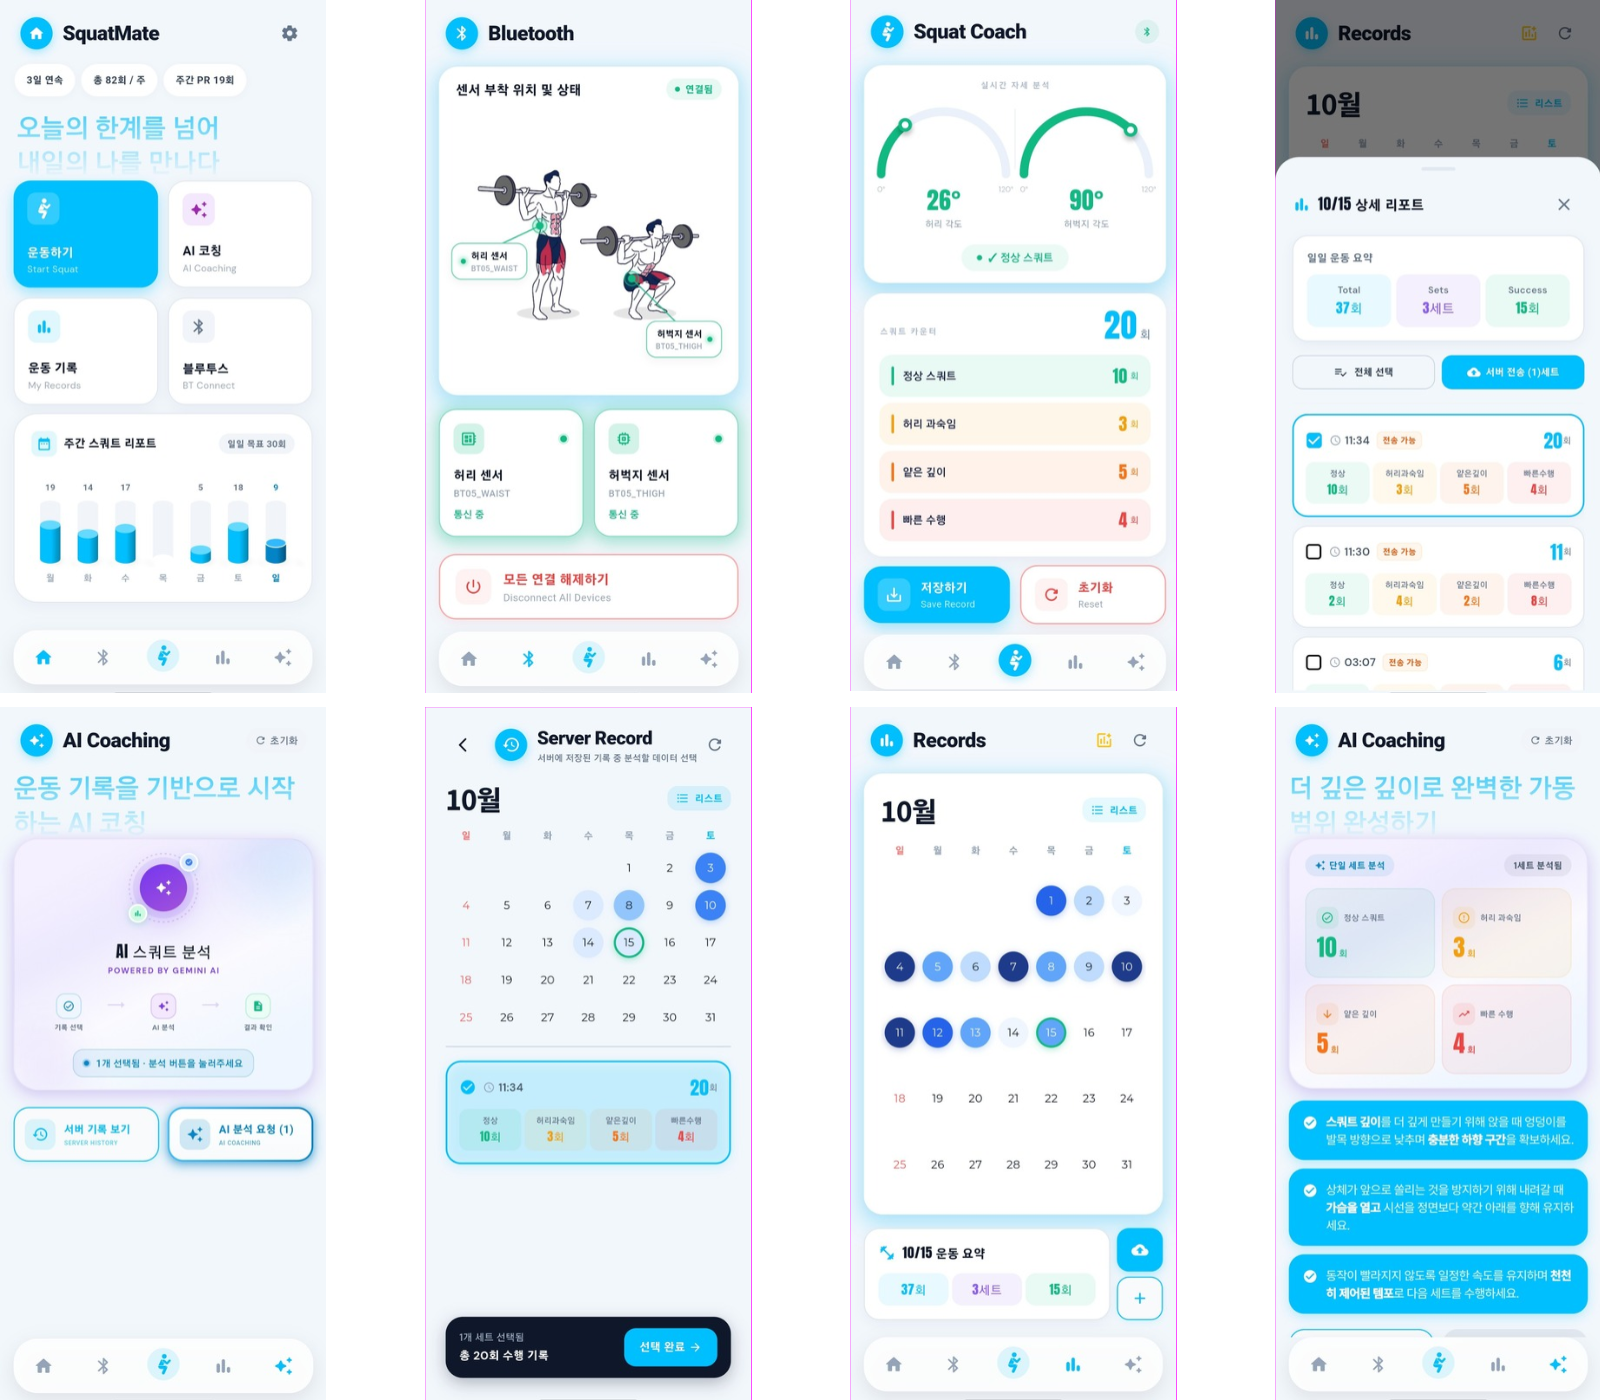 SquatMate
3일 연속
총 82회 / 주
주간 PR 19회
오늘의 한계를 넘어
내일의 나를 만나다
운동하기
Start Squat
AI 코칭
AI Coaching
운동 기록
My Records
블루투스
BT Connect
주간 스쿼트 리포트
일일 목표 30회
19 14 17 5 18 9
월 화 수 목 금 토 일
Bluetooth
센서 부착 위치 및 상태
연결됨
허리 센서
BT05_WAIST
허벅지 센서
BT05_THIGH
허리 센서
BT05_WAIST
통신 중
허벅지 센서
BT05_THIGH
통신 중
모든 연결 해제하기
Disconnect All Devices
Squat Coach
실시간 자세 분석
0° 120° 0° 120°
26° 90°
허리 각도 허벅지 각도
✓ 정상 스쿼트
스쿼트 카운터
20 회
정상 스쿼트 10 회
허리 과숙임 3 회
얕은 깊이 5 회
빠른 수행 4 회
저장하기
Save Record
초기화
Reset
Records
10월
리스트
일 월 화 수 목 금 토
10/15 상세 리포트
일일 운동 요약
Total Sets Success
37회 3세트 15회
전체 선택
서버 전송 (1)세트
11:34 전송 가능 20회
정상 허리과숙임 얕은깊이 빠른수행
10회 3회 5회 4회
11:30 전송 가능 11회
정상 허리과숙임 얕은깊이 빠른수행
2회 4회 2회 8회
03:07 전송 가능 6회
AI Coaching
초기화
운동 기록을 기반으로 시작
하는 AI 코칭
AI 스쿼트 분석
POWERED BY GEMINI AI
기록 선택 AI 분석 결과 확인
1개 선택됨 · 분석 버튼을 눌러주세요
서버 기록 보기
SERVER HISTORY
AI 분석 요청 (1)
AI COACHING
Server Record
서버에 저장된 기록 중 분석할 데이터 선택
10월
리스트
일 월 화 수 목 금 토
1 2 3
4 5 6 7 8 9 10
11 12 13 14 15 16 17
18 19 20 21 22 23 24
25 26 27 28 29 30 31
11:34 20회
정상 허리과숙임 얕은깊이 빠른수행
10회 3회 5회 4회
1개 세트 선택됨
총 20회 수행 기록
선택 완료 →
Records
10월
리스트
일 월 화 수 목 금 토
1 2 3
4 5 6 7 8 9 10
11 12 13 14 15 16 17
18 19 20 21 22 23 24
25 26 27 28 29 30 31
10/15 운동 요약
37회 3세트 15회
AI Coaching
초기화
더 깊은 깊이로 완벽한 가동
범위 완성하기
단일 세트 분석
1세트 분석됨
정상 스쿼트
10 회
허리 과숙임
3 회
얕은 깊이
5 회
빠른 수행
4 회
스쿼트 깊이를 더 깊게 만들기 위해 앉을 때 엉덩이를
발목 방향으로 낮추며 충분한 하향 구간을 확보하세요.
상체가 앞으로 쏠리는 것을 방지하기 위해 내려갈 때
가슴을 열고 시선을 정면보다 약간 아래를 향해 유지하
세요.
동작이 빨라지지 않도록 일정한 속도를 유지하며 천천
히 제어된 템포로 다음 세트를 수행하세요.